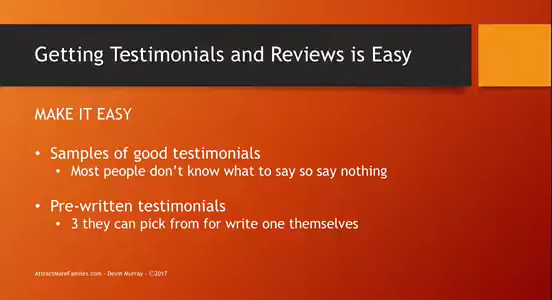 Getting Testimonials and Reviews is Easy
MAKE IT EASY
• Samples of good testimonials
• Most people don't know what to say so say nothing
• Pre-written testimonials
• 3 they can pick from for write one themselves
AttractMoreFamilies.com - Devin Murray - ©2017